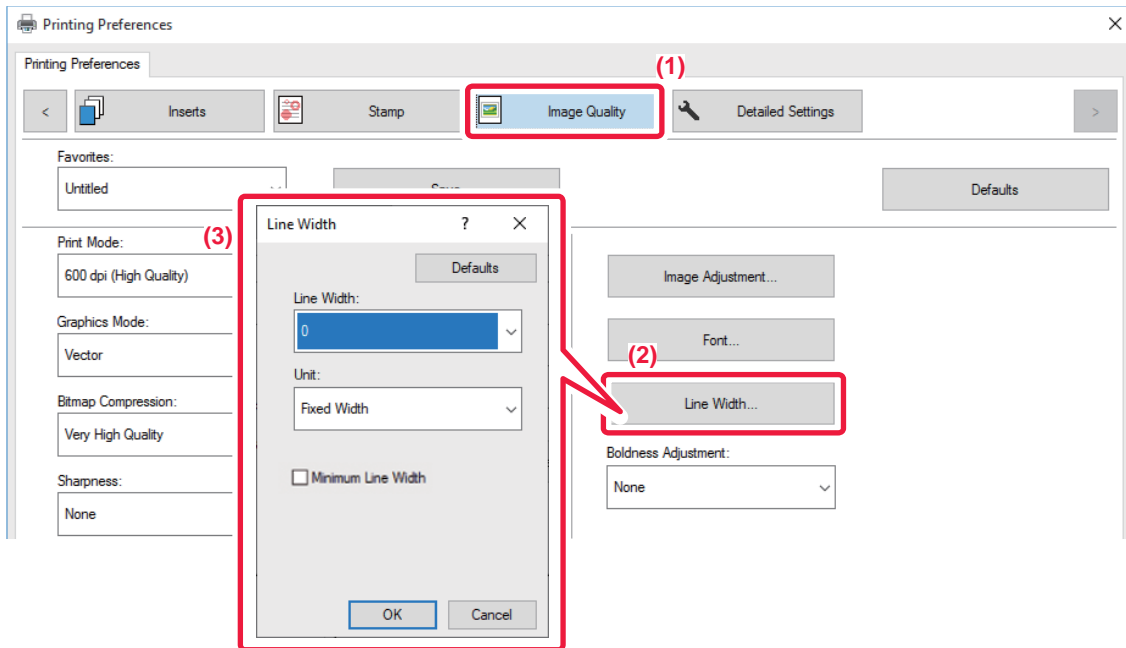 Printing Preferences
Printing Preferences
(1)
<
Inserts
Stamp
Image Quality
Detailed Settings
>
Favorites:
Untitled
Save
Defaults
Print Mode:
600 dpi (High Quality)
Graphics Mode:
Vector
Bitmap Compression:
Very High Quality
Sharpness:
None
(3)
Line Width
?
Defaults
Line Width:
0
Unit:
Fixed Width
Minimum Line Width
OK
Cancel
Image Adjustment...
Font...
(2)
Line Width...
Boldness Adjustment:
None